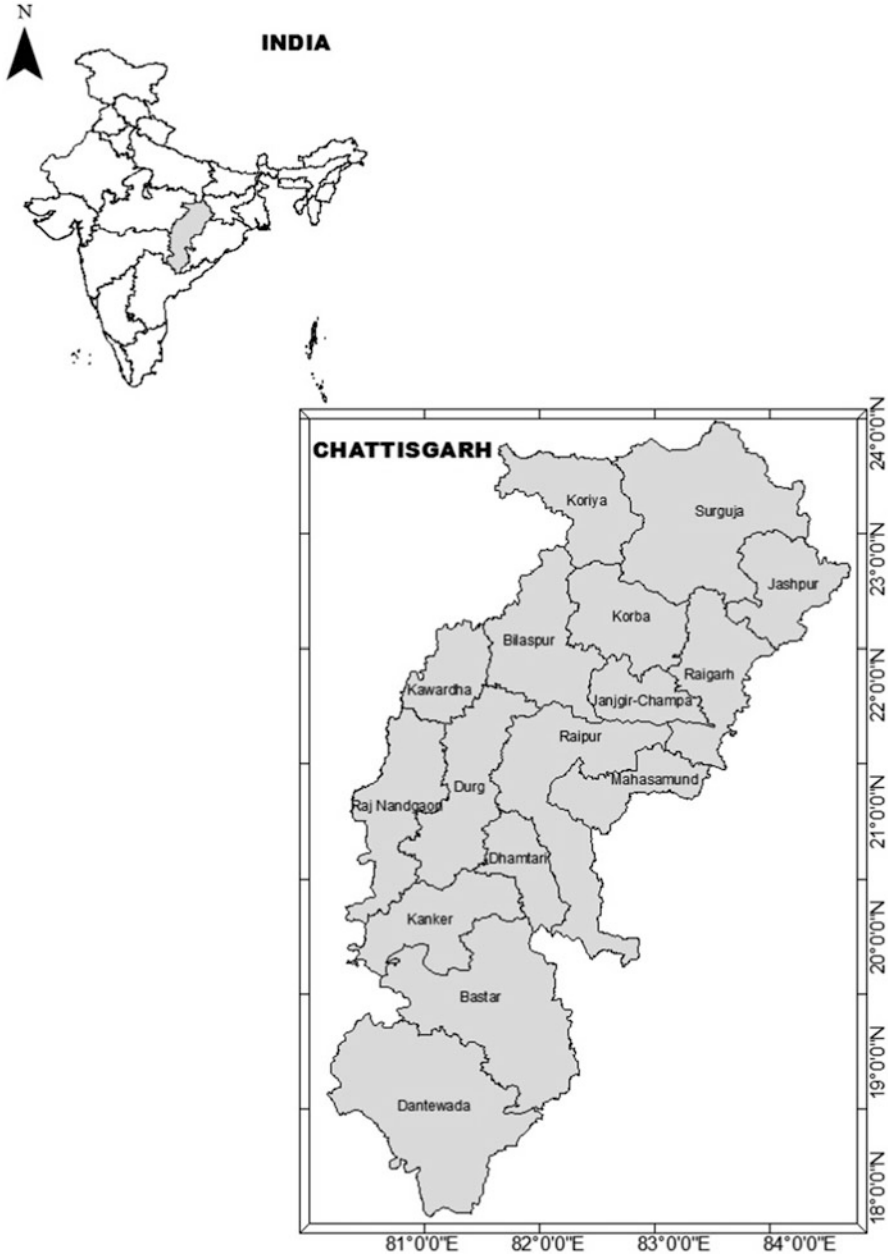 N
INDIA
CHATTISGARH
Koriya
Surguja
Jashpur
Korba
Bilaspur
Raigarh
Kawardha
Janjgir-Champa
Raipur
Mahasamund
Durg
Raj Nandgaon
Dhamtari
Kanker
Bastar
Dantewada
24°0'0"N
23°0'0"N
22°0'0"N
21°0'0"N
20°0'0"N
19°0'0"N
18°0'0"N
81°0'0"E
82°0'0"E
83°0'0"E
84°0'0"E